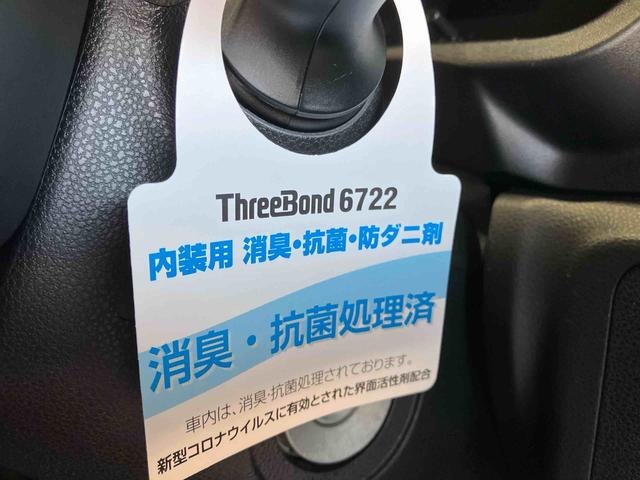 ThreeBond 6722
内装用 消臭・抗菌・防ダニ剤
消臭・抗菌処理済
車内は、消臭・抗菌処理されております。
新型コロナウイルスに有効とされた界面活性剤配合